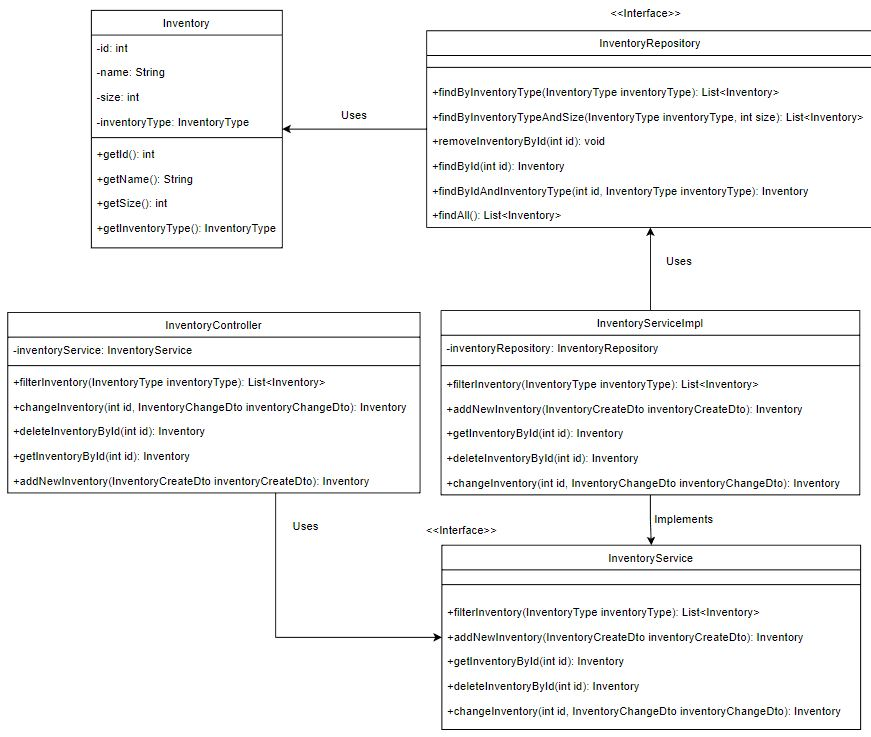 Inventory
-id: int
-name: String
-size: int
-inventoryType: InventoryType
+getId(): int
+getName(): String
+getSize(): int
+getInventoryType(): InventoryType
Uses
<<Interface>>
InventoryRepository
+findByInventoryType(InventoryType inventoryType): List<Inventory>
+findByInventoryTypeAndSize(InventoryType inventoryType, int size): List<Inventory>
+removeInventoryById(int id): void
+findById(int id): Inventory
+findByIdAndInventoryType(int id, InventoryType inventoryType): Inventory
+findAll(): List<Inventory>
Uses
InventoryController
-inventoryService: InventoryService
+filterInventory(InventoryType inventoryType): List<Inventory>
+changeInventory(int id, InventoryChangeDto inventoryChangeDto): Inventory
+deleteInventoryById(int id): Inventory
+getInventoryById(int id): Inventory
+addNewInventory(InventoryCreateDto inventoryCreateDto): Inventory
InventoryServiceImpl
-inventoryRepository: InventoryRepository
+filterInventory(InventoryType inventoryType): List<Inventory>
+addNewInventory(InventoryCreateDto inventoryCreateDto): Inventory
+getInventoryById(int id): Inventory
+deleteInventoryById(int id): Inventory
+changeInventory(int id, InventoryChangeDto inventoryChangeDto): Inventory
Uses
Implements
<<Interface>>
InventoryService
+filterInventory(InventoryType inventoryType): List<Inventory>
+addNewInventory(InventoryCreateDto inventoryCreateDto): Inventory
+getInventoryById(int id): Inventory
+deleteInventoryById(int id): Inventory
+changeInventory(int id, InventoryChangeDto inventoryChangeDto): Inventory